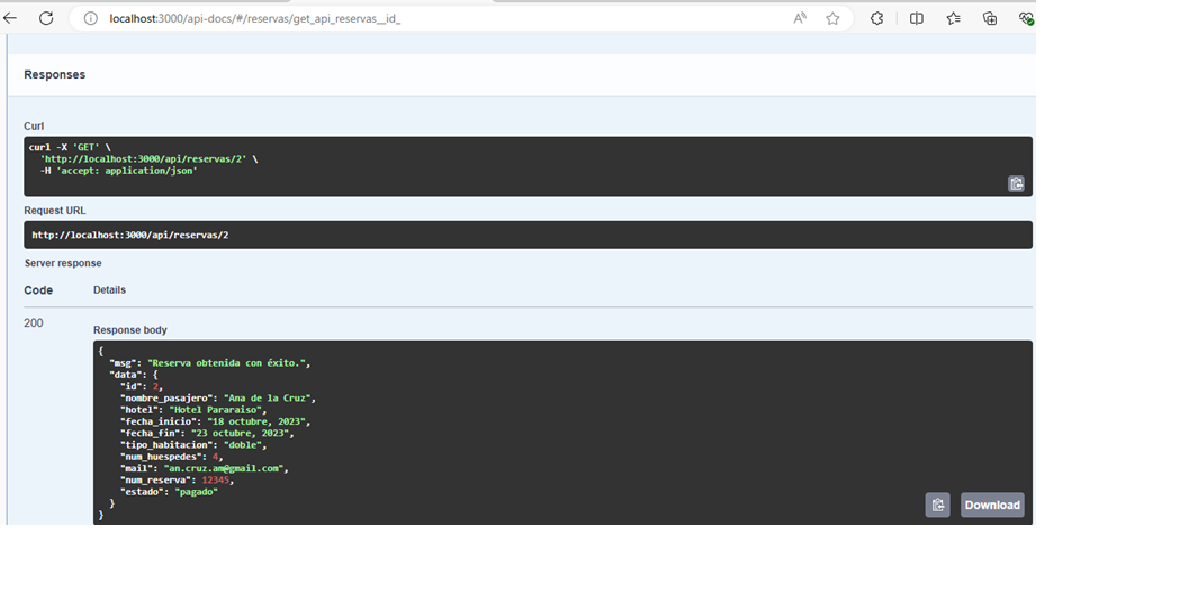 localhost:3000/api-docs/#/reservas/get_api_reservas__id_
Responses
Curl
curl -X 'GET' \
'http://localhost:3000/api/reservas/2' \
-H 'accept: application/json'
Request URL
http://localhost:3000/api/reservas/2
Server response
Code Details
200
Response body
{
"msg": "Reserva obtenida con éxito.",
"data": {
"id": 2,
"nombre_pasajero": "Ana de la Cruz",
"hotel": "Hotel Pararaiso",
"fecha_inicio": "18 octubre, 2023",
"fecha_fin": "23 octubre, 2023",
"tipo_habitacion": "doble",
"num_huespedes": 4,
"mail": "an.cruz.am@gmail.com",
"num_reserva": 12345,
"estado": "pagado"
}
}
Download